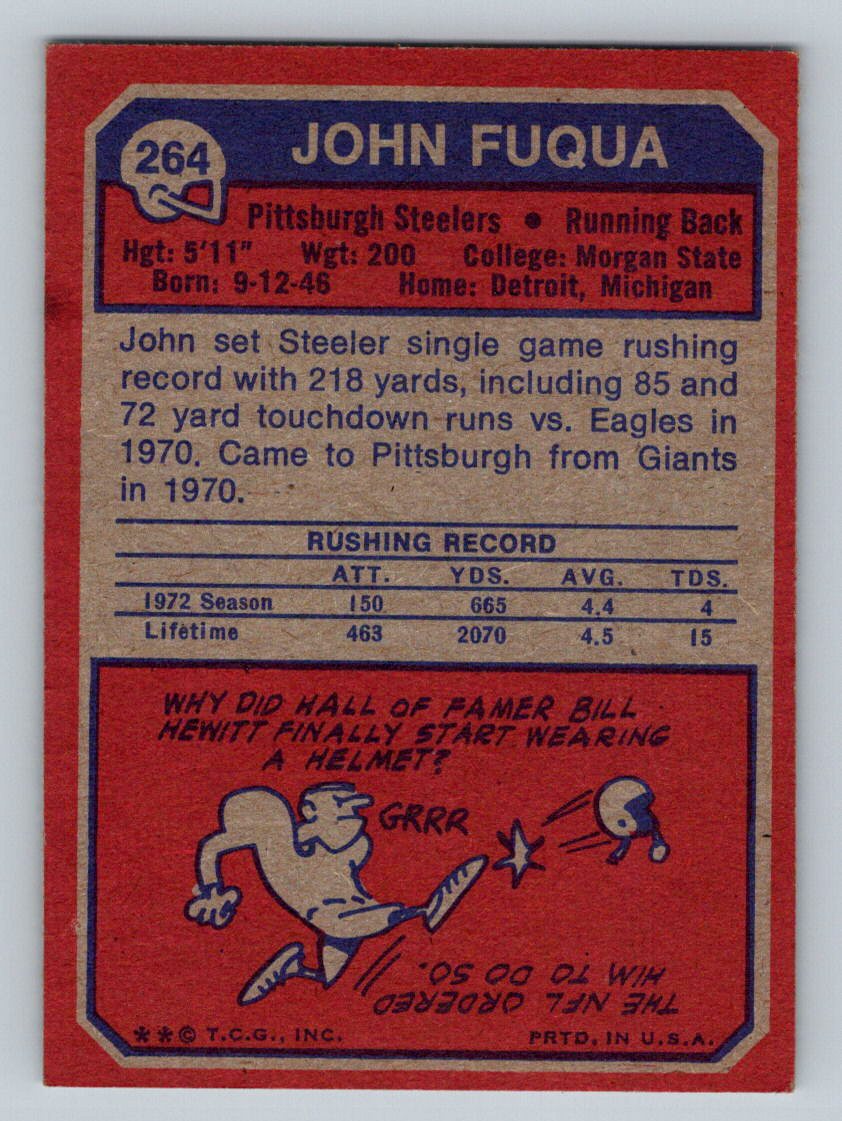 264
JOHN FUQUA
Pittsburgh Steelers ● Running Back
Hgt: 5'11" Wgt: 200 College: Morgan State
Born: 9-12-46 Home: Detroit, Michigan
John set Steeler single game rushing
record with 218 yards, including 85 and
72 yard touchdown runs vs. Eagles in
1970. Came to Pittsburgh from Giants
in 1970.
RUSHING RECORD
ATT. YDS. AVG. TDS.
1972 Season 150 665 4.4 4
Lifetime 463 2070 4.5 15
WHY DID HALL OF FAMER BILL
HEWITT FINALLY START WEARING
A HELMET?
GRRR
THE NFL ORDERED
HIM TO DO SO.
**© T.C.G., INC. PRTD. IN U.S.A.